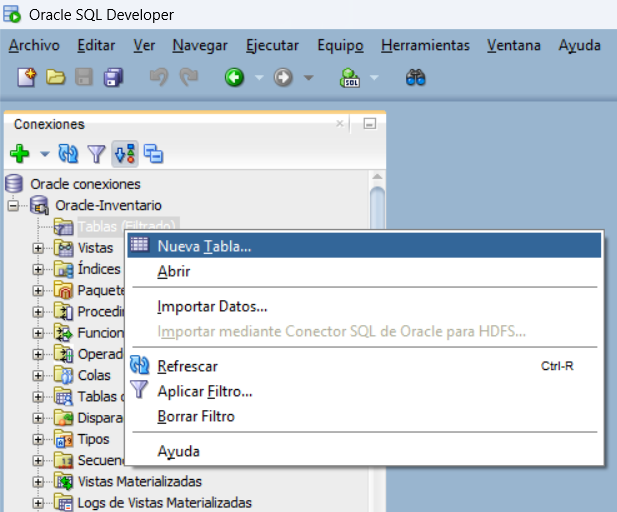 Oracle SQL Developer
Archivo Editar Ver Navegar Ejecutar Equipo Herramientas Ventana Ayuda
SQL
Conexiones
Oracle conexiones
Oracle-Inventario
Tablas (Filtrado)
Vistas
Índices
Paquete
Procedi
Funcion
Operad
Colas
Tablas
Dispara
Tipos
Secuen
Vistas Materializadas
Logs de Vistas Materializadas
Nueva Tabla...
Abrir
Importar Datos...
Importar mediante Conector SQL de Oracle para HDFS...
Refrescar Ctrl-R
Aplicar Filtro...
Borrar Filtro
Ayuda